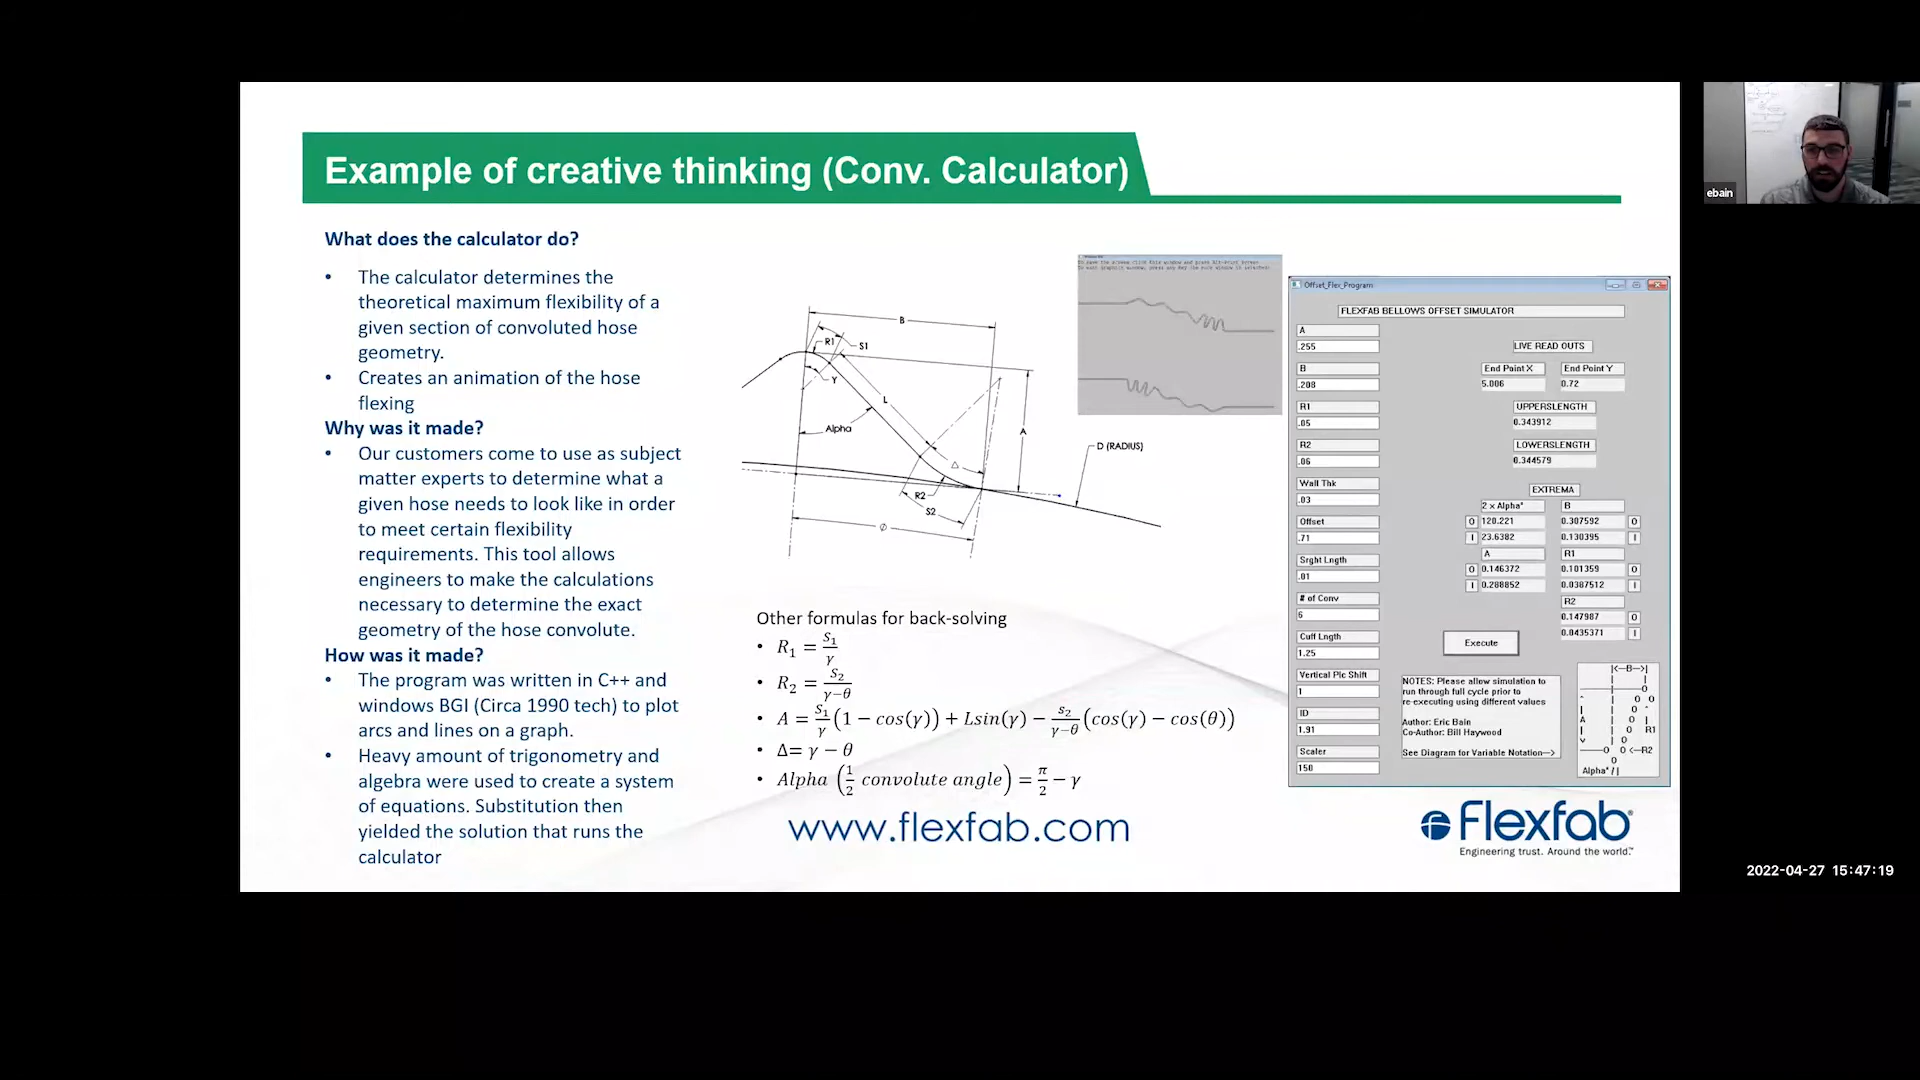 Example of creative thinking (Conv. Calculator)
What does the calculator do?
• The calculator determines the
theoretical maximum flexibility of a
given section of convoluted hose
geometry.
• Creates an animation of the hose
flexing
Why was it made?
• Our customers come to use as subject
matter experts to determine what a
given hose needs to look like in order
to meet certain flexibility
requirements. This tool allows
engineers to make the calculations
necessary to determine the exact
geometry of the hose convolute.
How was it made?
• The program was written in C++ and
windows BGI (Circa 1990 tech) to plot
arcs and lines on a graph.
• Heavy amount of trigonometry and
algebra were used to create a system
of equations. Substitution then
yielded the solution that runs the
calculator
B
R1
S1
Y
L
Alpha
A
D (RADIUS)
Δ
R2
S2
Ø
Other formulas for back-solving
• R₁ = S₁/γ
• R₂ = S₂/(γ−θ)
• A = S₁/γ (1 − cos(γ)) + Lsin(γ) − s₂/(γ−θ) (cos(γ) − cos(θ))
• Δ= γ − θ
• Alpha (1/2 convolute angle) = π/2 − γ
www.flexfab.com
Offset_Flex_Program
FLEXFAB BELLOWS OFFSET SIMULATOR
A
.255
B
.208
R1
.05
R2
.06
Wall Thk
.03
Offset
.71
Srght Lngth
.01
# of Conv
6
Cuff Lngth
1.25
Vertical Plc Shift
1
ID
1.91
Scaler
150
LIVE READ OUTS
End Point X End Point Y
5.006 0.72
UPPERSLENGTH
0.343912
LOWERSLENGTH
0.344579
EXTREMA
2 x Alpha° B
O 120.221 0.307592 O
I 23.6382 0.130395 I
A R1
O 0.146372 0.101359 O
I 0.288852 0.0387512 I
R2
0.147987 O
0.0435371 I
Execute
NOTES: Please allow simulation to
run through full cycle prior to
re-executing using different values
Author: Eric Bain
Co-Author: Bill Haywood
See Diagram for Variable Notation-->
|<--B-->|
A
R1
<--R2
Alpha°
Flexfab
Engineering trust. Around the world.™
ebain
2022-04-27 15:47:19